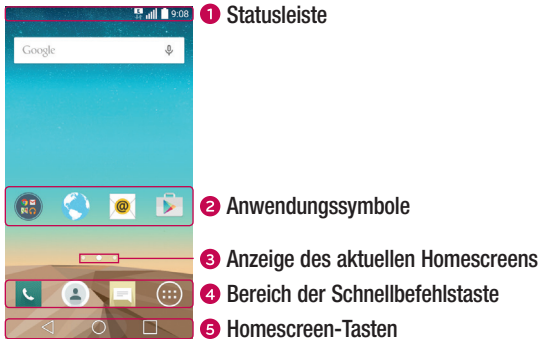 9:08
1 Statusleiste
Google
2 Anwendungssymbole
@
3 Anzeige des aktuellen Homescreens
4 Bereich der Schnellbefehlstaste
5 Homescreen-Tasten